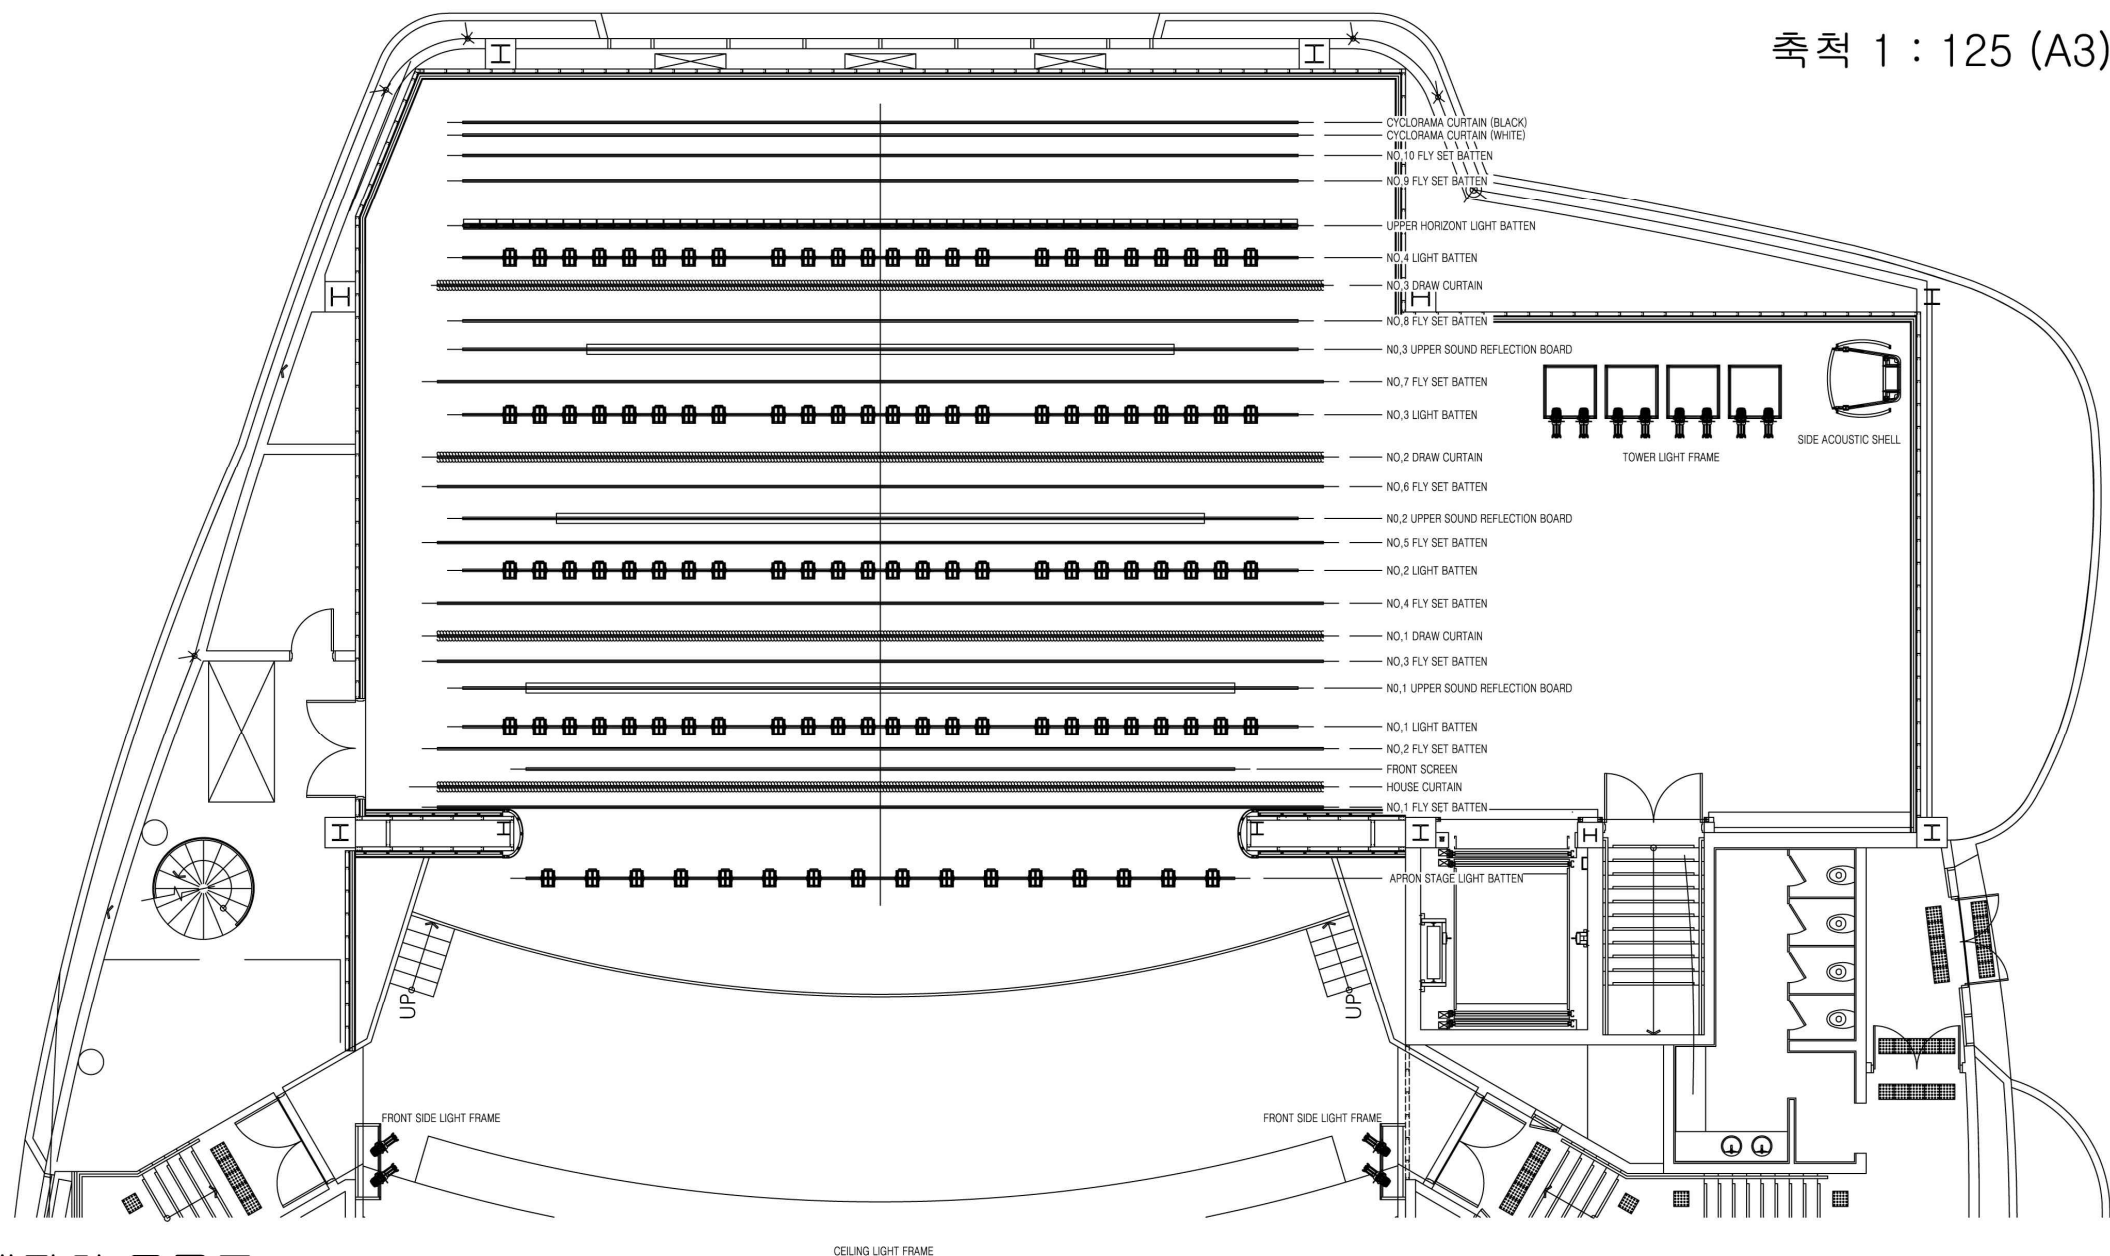 축척 1 : 125 (A3)
CYCLORAMA CURTAIN (BLACK)
CYCLORAMA CURTAIN (WHITE)
NO,10 FLY SET BATTEN
NO,9 FLY SET BATTEN
UPPER HORIZONT LIGHT BATTEN
NO,4 LIGHT BATTEN
NO,3 DRAW CURTAIN
NO,8 FLY SET BATTEN
NO,3 UPPER SOUND REFLECTION BOARD
NO,7 FLY SET BATTEN
NO,3 LIGHT BATTEN
SIDE ACOUSTIC SHELL
TOWER LIGHT FRAME
NO,2 DRAW CURTAIN
NO,6 FLY SET BATTEN
NO,2 UPPER SOUND REFLECTION BOARD
NO,5 FLY SET BATTEN
NO,2 LIGHT BATTEN
NO,4 FLY SET BATTEN
NO,1 DRAW CURTAIN
NO,3 FLY SET BATTEN
NO,1 UPPER SOUND REFLECTION BOARD
NO,1 LIGHT BATTEN
NO,2 FLY SET BATTEN
FRONT SCREEN
HOUSE CURTAIN
NO,1 FLY SET BATTEN
APRON STAGE LIGHT BATTEN
UP
UP
FRONT SIDE LIGHT FRAME
FRONT SIDE LIGHT FRAME
CEILING LIGHT FRAME